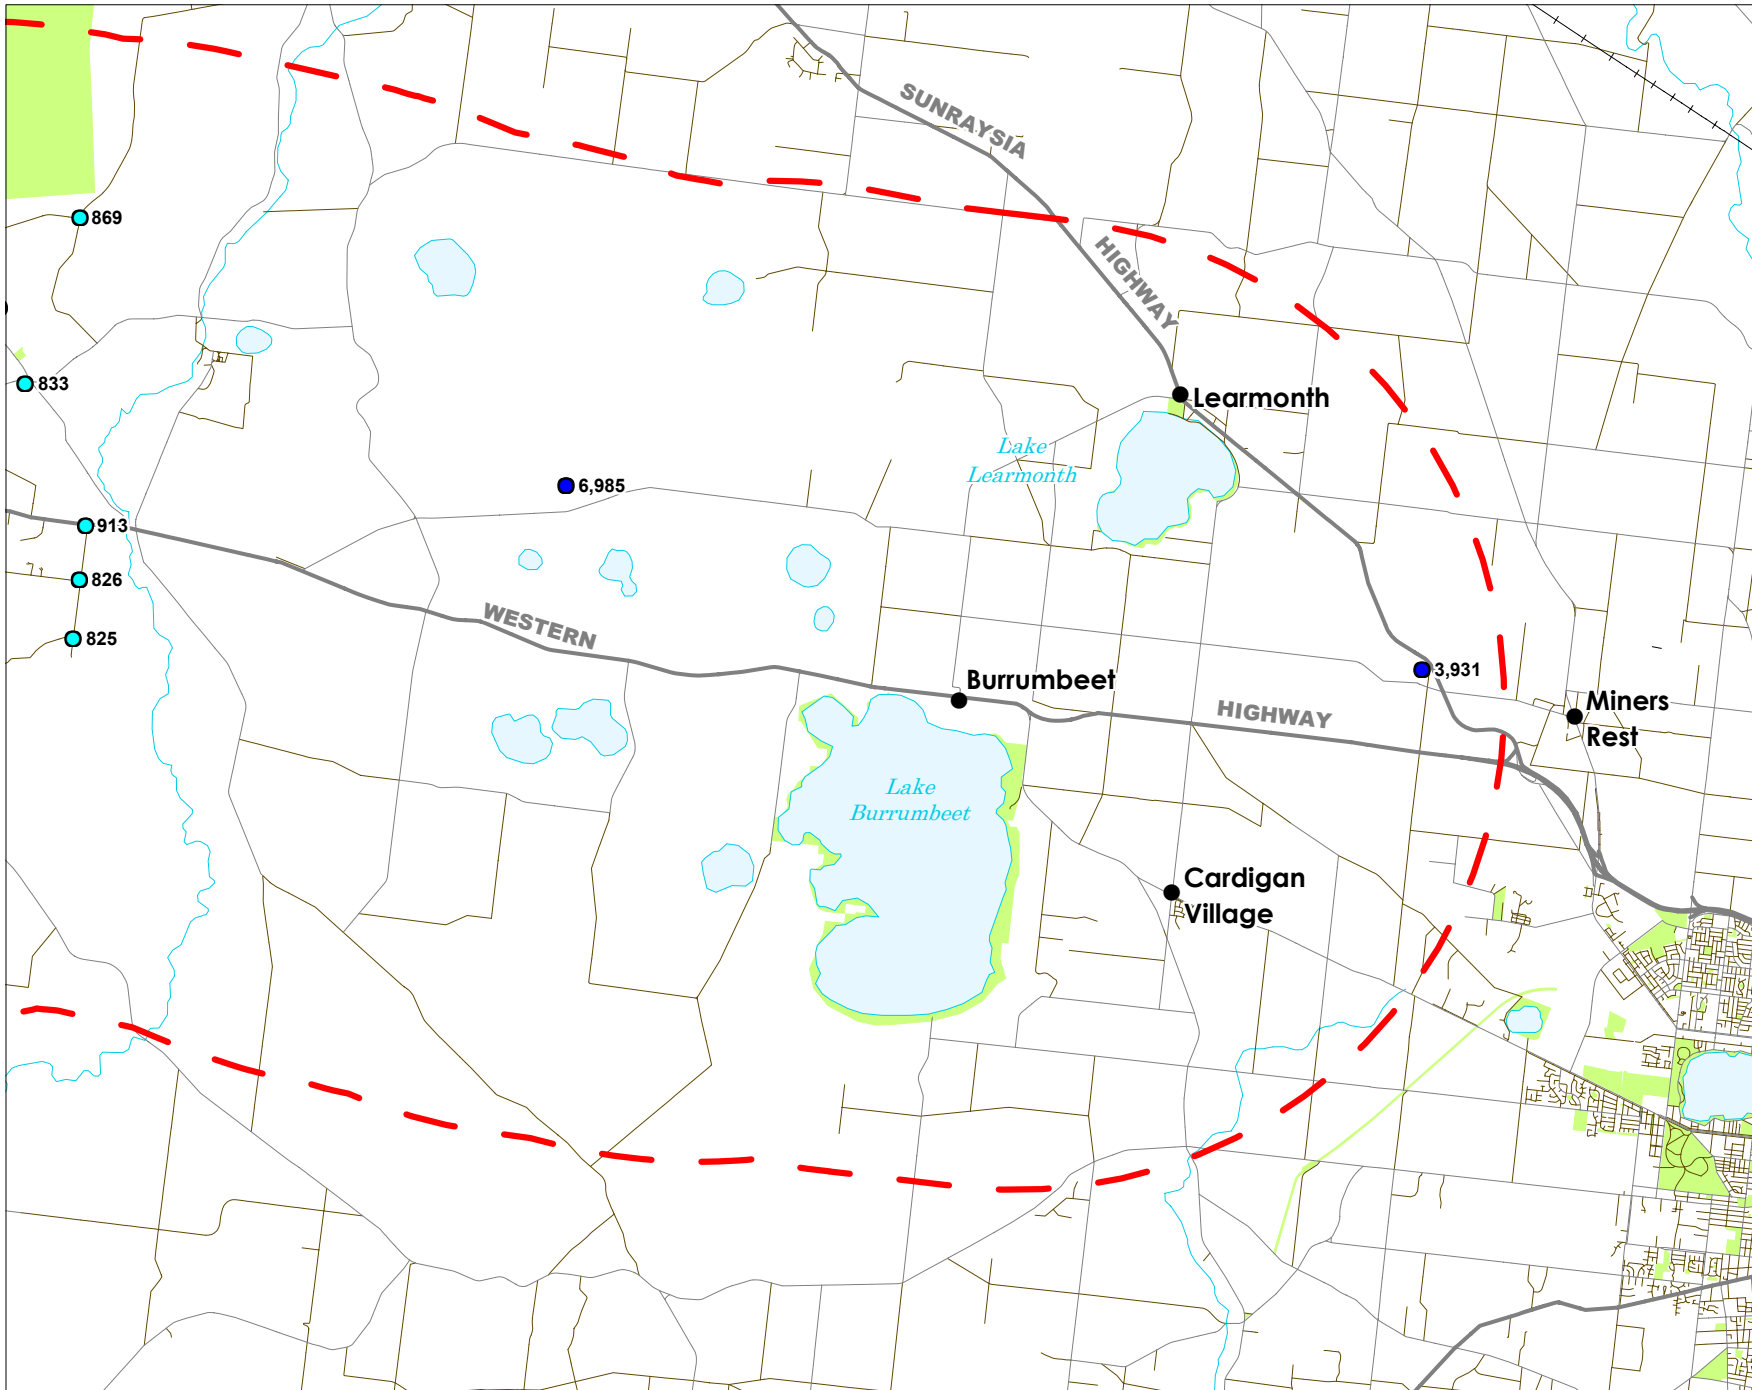 SUNRAYSIA
HIGHWAY
869
833
Learmonth
Lake
Learmonth
6,985
913
826
825
WESTERN
HIGHWAY
Burrumbeet
3,931
Miners
Rest
Lake
Burrumbeet
Cardigan
Village